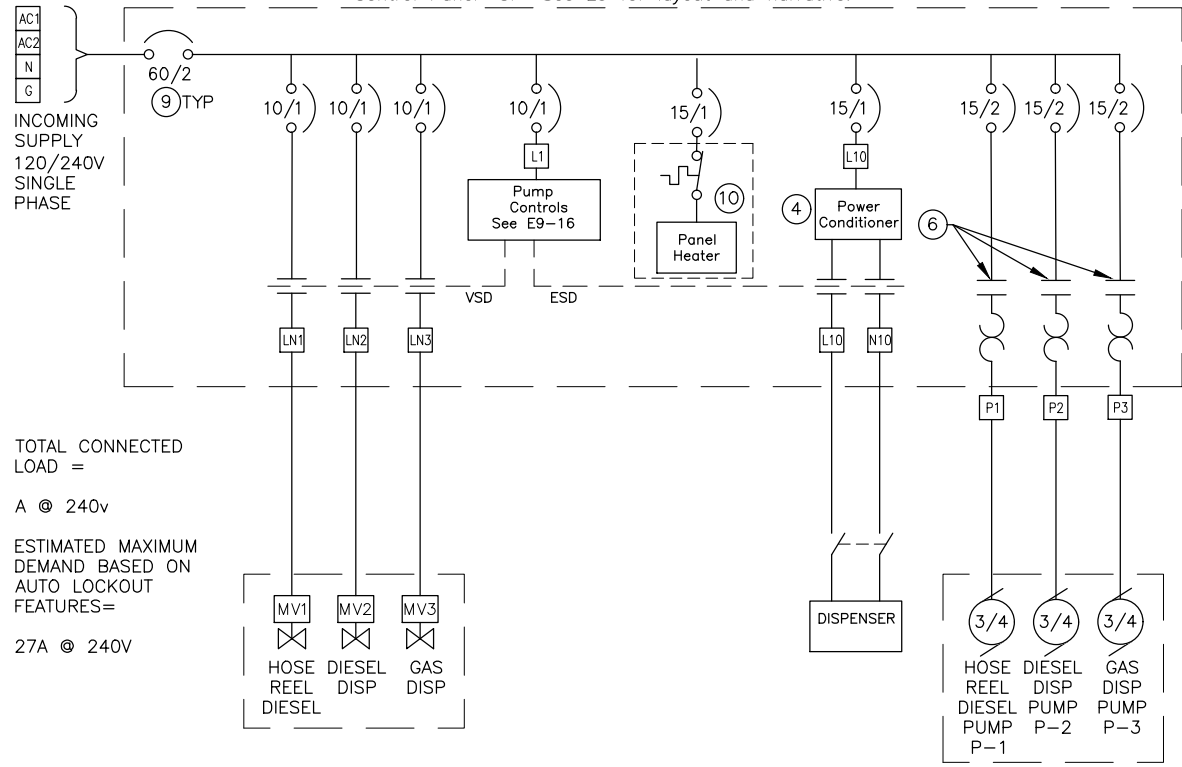 AC1
AC2
N
G
INCOMING
SUPPLY
120/240V
SINGLE
PHASE
60/2
9 TYP
10/1
10/1
10/1
10/1
15/1
15/1
15/2
15/2
15/2
L1
Pump
Controls
See E9-16
10
Panel
Heater
L10
4
Power
Conditioner
6
VSD
ESD
LN1
LN2
LN3
L10
N10
P1
P2
P3
TOTAL CONNECTED
LOAD =
A @ 240v
ESTIMATED MAXIMUM
DEMAND BASED ON
AUTO LOCKOUT
FEATURES=
27A @ 240V
MV1
MV2
MV3
HOSE
REEL
DIESEL
DIESEL
DISP
GAS
DISP
DISPENSER
3/4
3/4
3/4
HOSE
REEL
DIESEL
PUMP
P-1
DIESEL
DISP
PUMP
P-2
GAS
DISP
PUMP
P-3